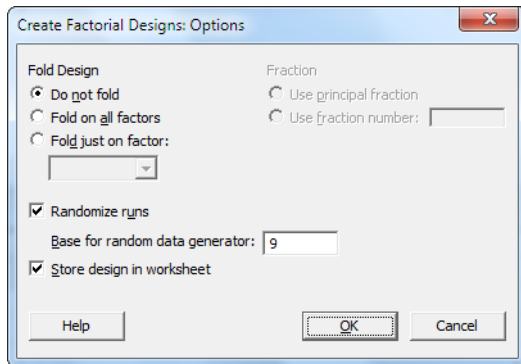 Create Factorial Designs: Options
Fold Design
Do not fold
Fold on all factors
Fold just on factor:
Fraction
Use principal fraction
Use fraction number:
Randomize runs
Base for random data generator: 9
Store design in worksheet
Help
OK
Cancel